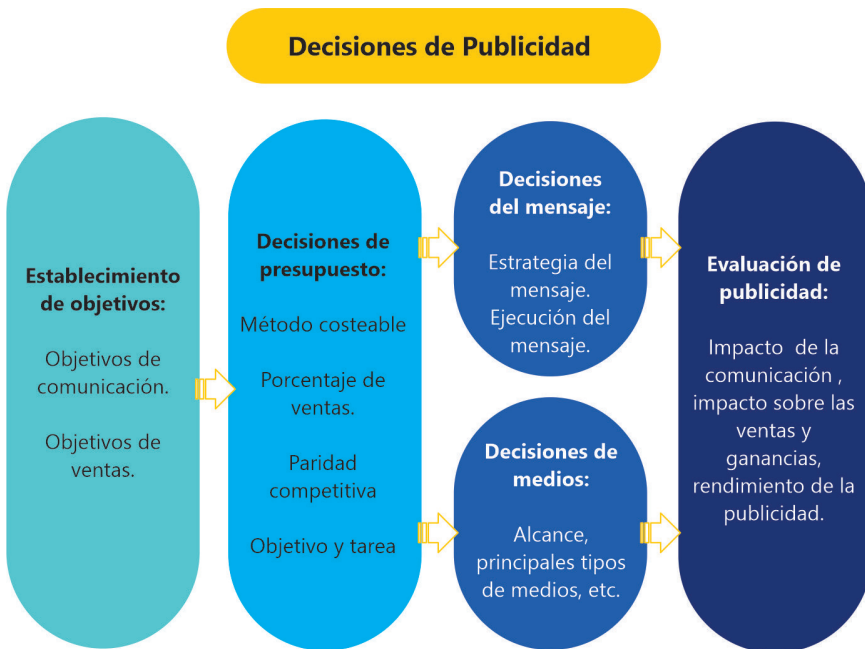 Decisiones de Publicidad
Establecimiento
de objetivos:
Objetivos de
comunicación.
Objetivos de
ventas.
Decisiones de
presupuesto:
Método costeable
Porcentaje de
ventas.
Paridad
competitiva
Objetivo y tarea
Decisiones
del mensaje:
Estrategia del
mensaje.
Ejecución del
mensaje.
Decisiones de
medios:
Alcance,
principales tipos
de medios, etc.
Evaluación de
publicidad:
Impacto de la
comunicación ,
impacto sobre las
ventas y
ganancias,
rendimiento de la
publicidad.